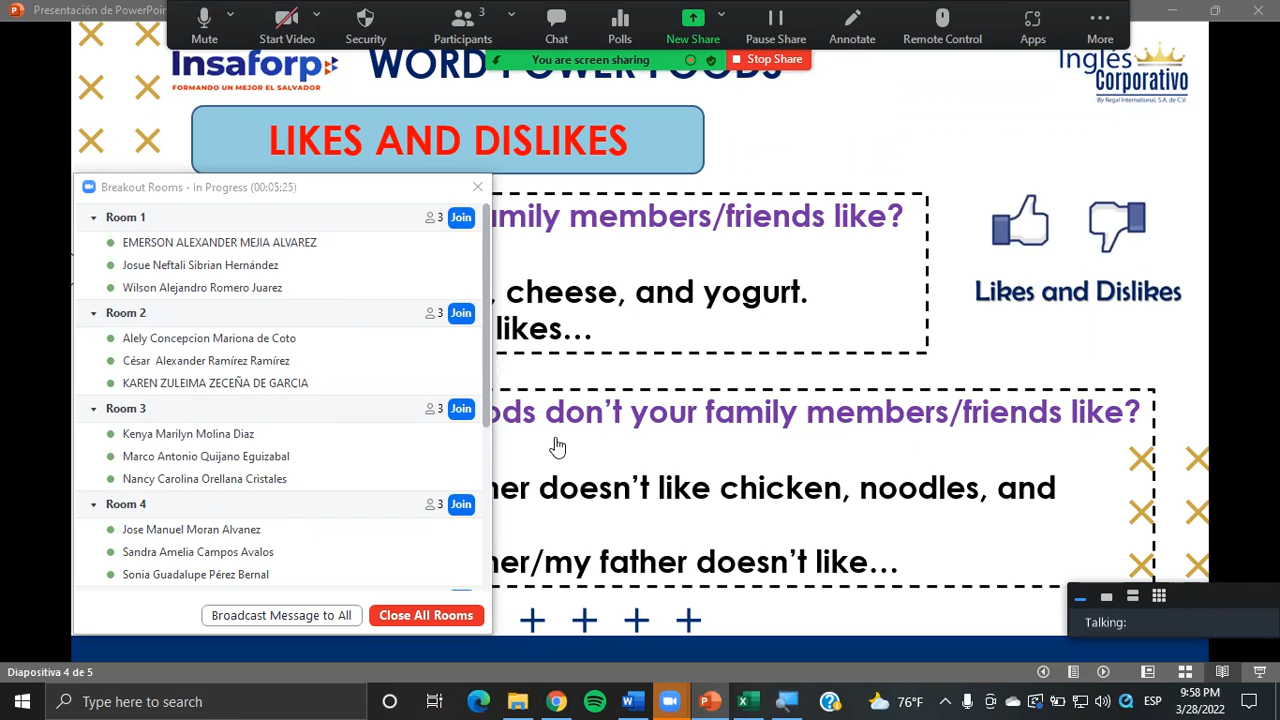 Presentación de PowerPoin
Mute
Start Video
Security
3
Participants
Chat
Polls
New Share
Pause Share
Annotate
Remote Control
Apps
More
You are screen sharing
Stop Share
Insaforp
FORMANDO UN MEJOR EL SALVADOR
WORD POWER FOODS
Inglés
Corporativo
By Regal International, S.A. de C.V.
LIKES AND DISLIKES
Breakout Rooms - In Progress (00:05:25)
Room 1
3
Join
EMERSON ALEXANDER MEJIA ALVAREZ
Josue Neftali Sibrian Hernández
Wilson Alejandro Romero Juarez
Room 2
3
Join
Alely Concepcion Mariona de Coto
César Alexander Ramírez Ramírez
KAREN ZULEIMA ZECEÑA DE GARCIA
Room 3
3
Join
Kenya Marilyn Molina Diaz
Marco Antonio Quijano Eguizabal
Nancy Carolina Orellana Cristales
Room 4
3
Join
Jose Manuel Moran Alvanez
Sandra Amelia Campos Avalos
Sonia Guadalupe Pérez Bernal
Broadcast Message to All
Close All Rooms
amily members/friends like?
, cheese, and yogurt.
likes…
Likes and Dislikes
ods don’t your family members/friends like?
her doesn’t like chicken, noodles, and
her/my father doesn’t like…
Talking:
Diapositiva 4 de 5
Type here to search
76°F
ESP
9:58 PM
3/28/2022